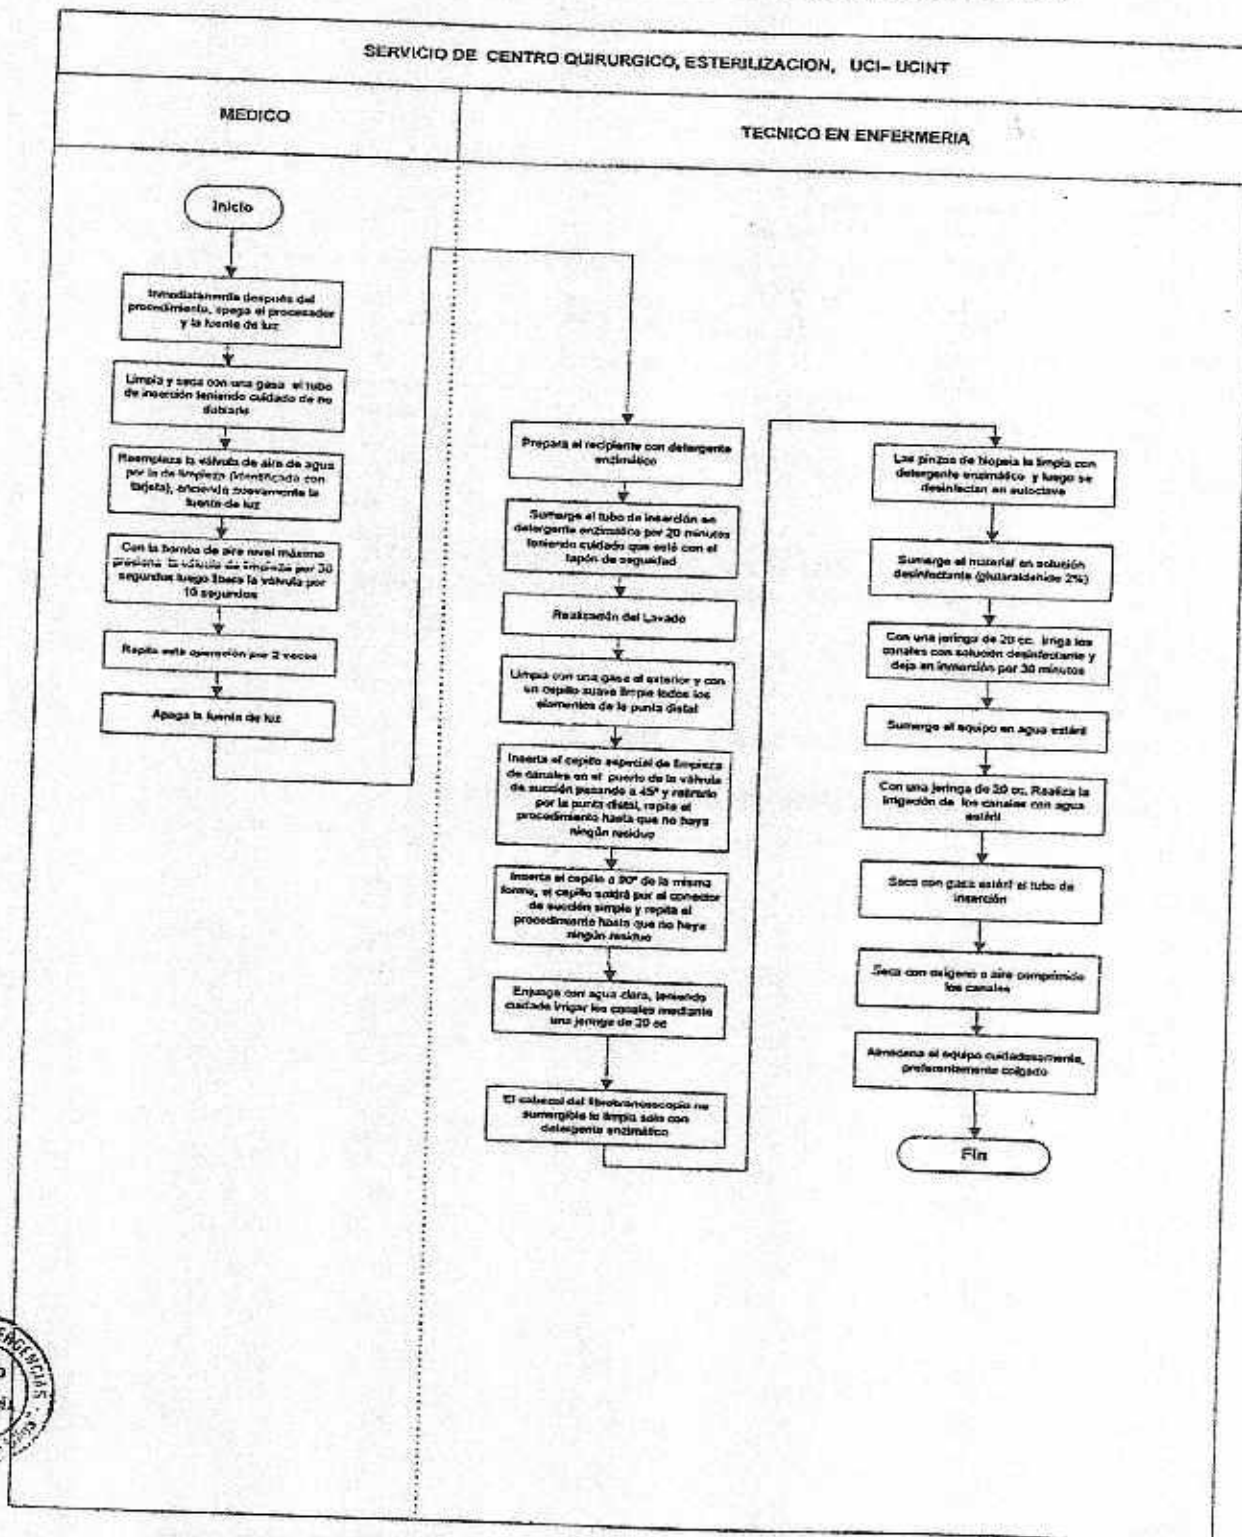 SERVICIO DE CENTRO QUIRURGICO, ESTERILIZACION, UCI– UCINT
MEDICO
TECNICO EN ENFERMERIA
Inicio
Inmediatamente después del
procedimiento, apaga el procesador
y la fuente de luz
Limpia y seca con una gasa el tubo
de inserción teniendo cuidado de no
doblarle
Reemplaza la válvula de aire de agua
por la de limpieza (identificada con
tarjeta), enciende nuevamente la
fuente de luz
Con la bomba de aire nivel máximo
presiona la válvula de limpieza por 30
segundos luego libera la válvula por
10 segundos
Repite esta operación por 2 veces
Apaga la fuente de luz
Prepara el recipiente con detergente
enzimático
Sumerge el tubo de inserción en
detergente enzimático por 20 minutos
teniendo cuidado que esté con el
tapón de seguridad
Realización del Lavado
Limpia con una gasa el exterior y con
un cepillo suave limpia todos los
elementos de la punta distal
Inserta el cepillo especial de limpieza
de canales en el puerto de la válvula
de succión pasando a 45° y retirarlo
por la punta distal, repite el
procedimiento hasta que no haya
ningún residuo
Inserta el cepillo a 90° de la misma
forma, el cepillo saldrá por el conector
de succión simple y repita el
procedimiento hasta que no haya
ningún residuo
Enjuaga con agua clara, teniendo
cuidado irrigar los canales mediante
una jeringa de 20 cc
El cabezal del no
sumergible lo limpia solo con
detergente enzimático
Las pinzas de biopsia la limpia con
detergente enzimático y luego se
desinfectan en autoclave
Sumerge el material en solución
desinfectante (glutaraldehido 2%)
Con una jeringa de 20 cc. irriga los
canales con solución desinfectante y
deja en inmersión por 30 minutos
Sumerge el equipo en agua estéril
Con una jeringa de 20 cc. Realiza la
irrigación de los canales con agua
estéril
Seca con gasa estéril el tubo de
inserción
Seca con oxigeno o aire comprimido
los canales
Almacena el equipo cuidadosamente,
preferentemente colgado
Fin